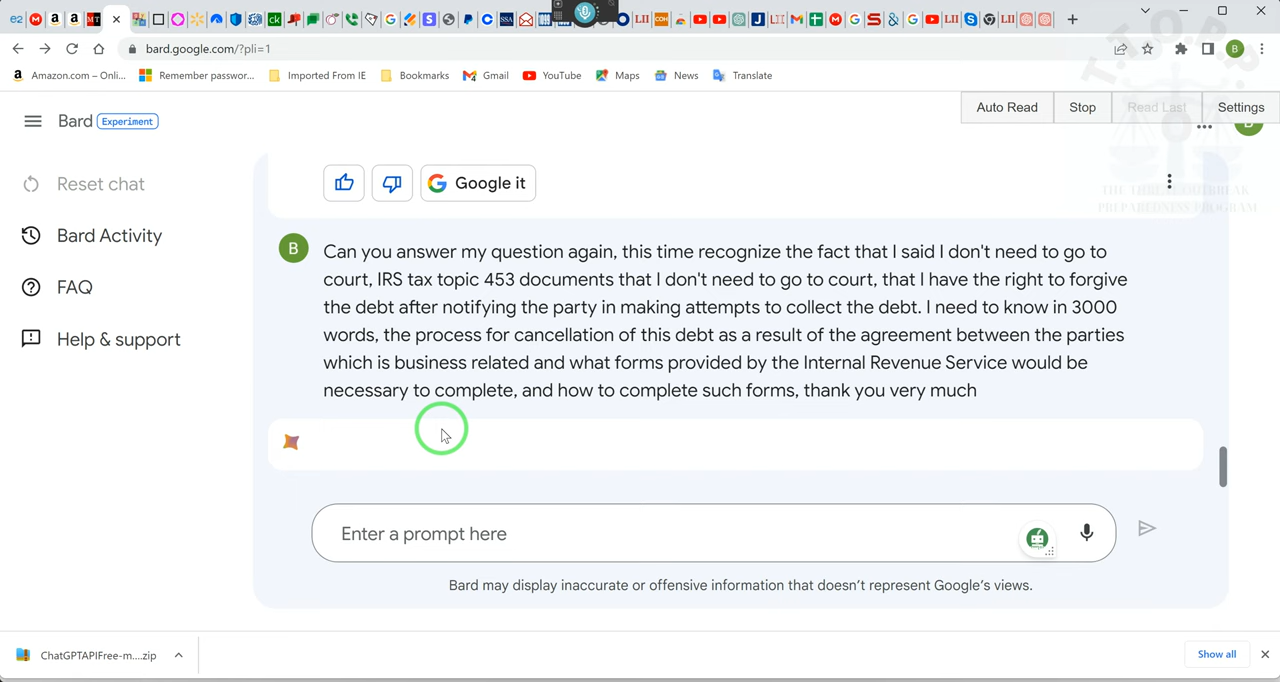 bard.google.com/?pli=1
B
Amazon.com – Onli...
Remember passwor...
Imported From IE
Bookmarks
Gmail
YouTube
Maps
News
Translate
T.T.O.P.P.
Auto Read
Stop
Read Last
Settings
Bard
Experiment
Reset chat
Google it
THE THREE OUTBREAK
PREPAREDNESS PROGRAM
Bard Activity
B
Can you answer my question again, this time recognize the fact that I said I don't need to go to
court, IRS tax topic 453 documents that I don't need to go to court, that I have the right to forgive
FAQ
the debt after notifying the party in making attempts to collect the debt. I need to know in 3000
Help & support
words, the process for cancellation of this debt as a result of the agreement between the parties
which is business related and what forms provided by the Internal Revenue Service would be
necessary to complete, and how to complete such forms, thank you very much
Enter a prompt here
Bard may display inaccurate or offensive information that doesn't represent Google's views.
ChatGPTAPIFree-m....zip
Show all